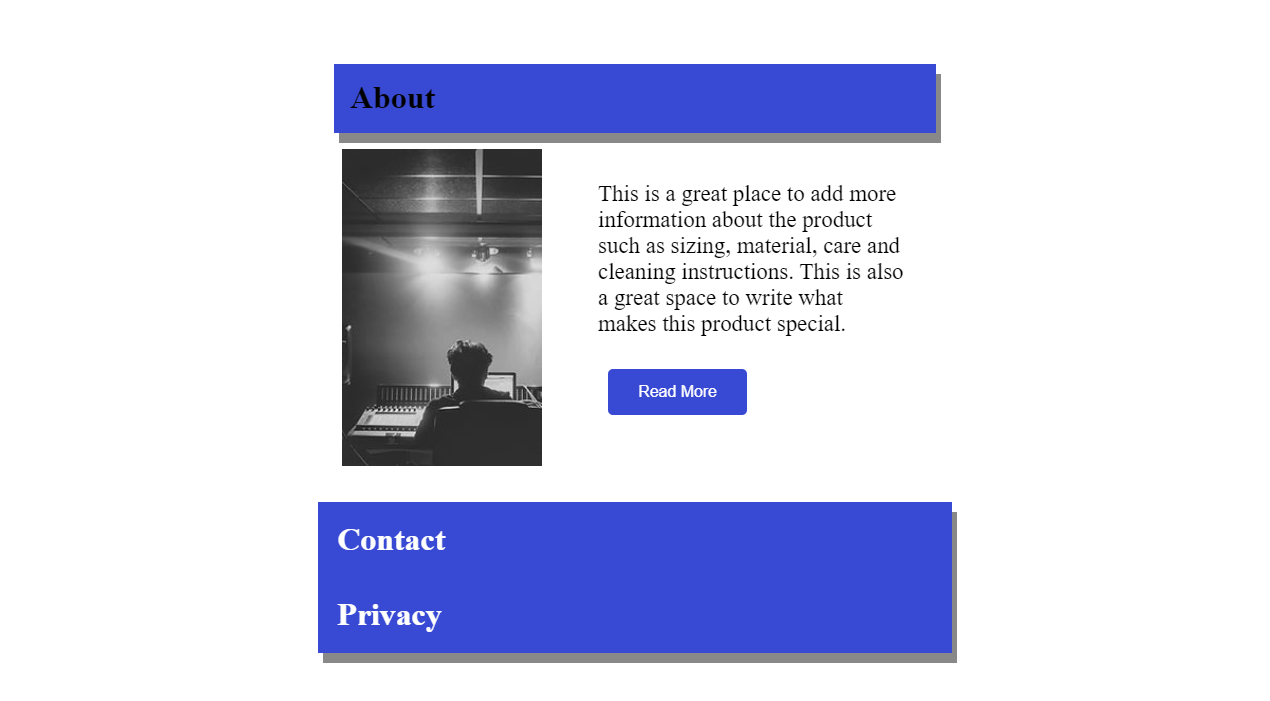 About
This is a great place to add more
information about the product
such as sizing, material, care and
cleaning instructions. This is also
a great space to write what
makes this product special.
Read More
Contact
Privacy